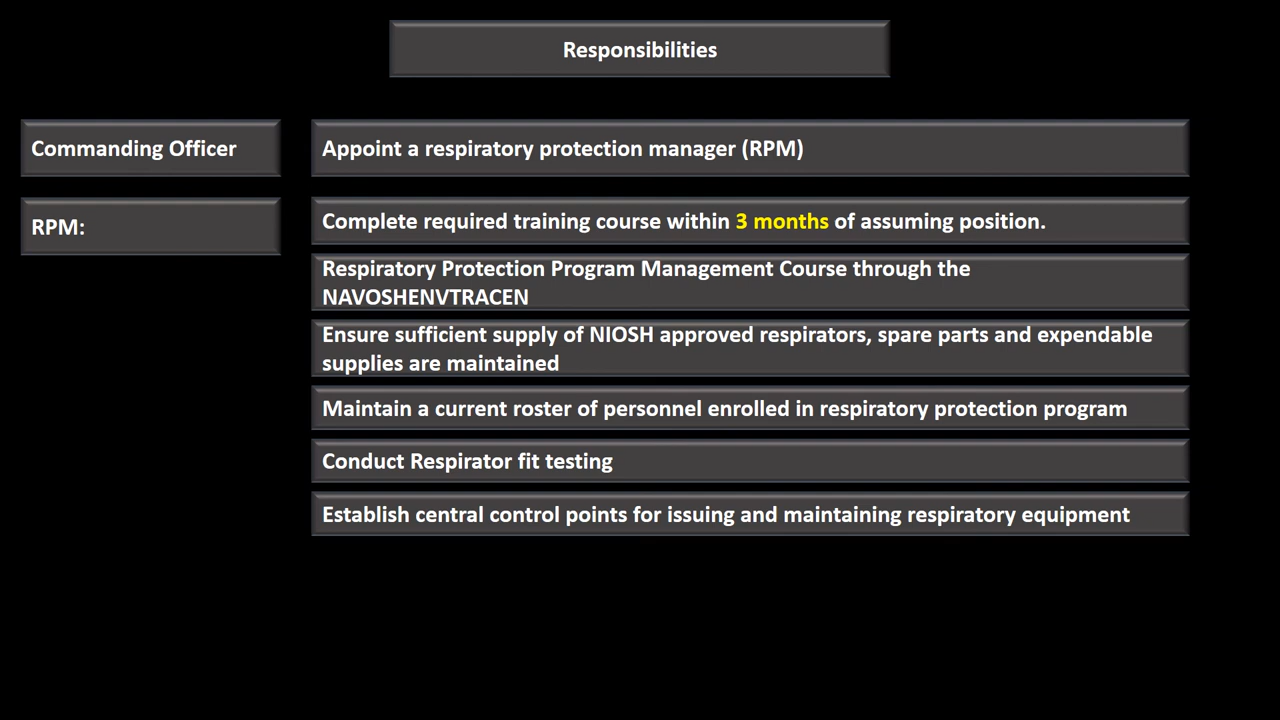 Responsibilities
Commanding Officer
Appoint a respiratory protection manager (RPM)
RPM:
Complete required training course within 3 months of assuming position.
Respiratory Protection Program Management Course through the
NAVOSHENVTRACEN
Ensure sufficient supply of NIOSH approved respirators, spare parts and expendable
supplies are maintained
Maintain a current roster of personnel enrolled in respiratory protection program
Conduct Respirator fit testing
Establish central control points for issuing and maintaining respiratory equipment